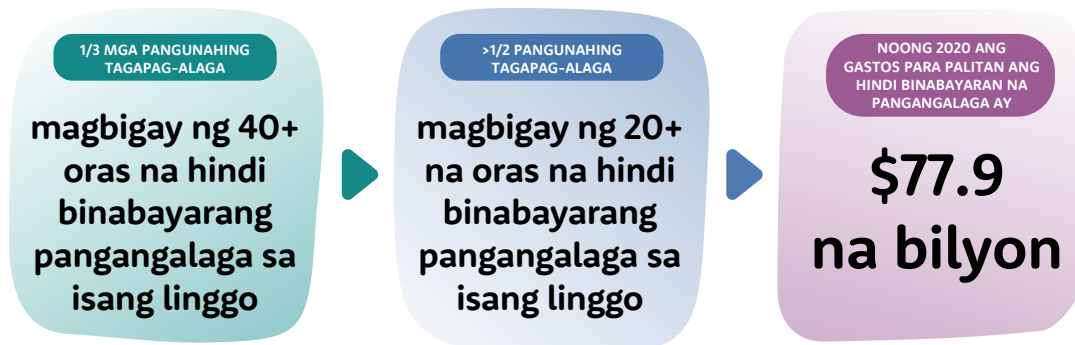 1/3 MGA PANGUNAHING
TAGAPAG-ALAGA
magbigay ng 40+
oras na hindi
binabayarang
pangangalaga sa
isang linggo
>1/2 PANGUNAHING
TAGAPAG-ALAGA
magbigay ng 20+
na oras na hindi
binabayarang
pangangalaga sa
isang linggo
NOONG 2020 ANG
GASTOS PARA PALITAN ANG
HINDI BINABAYARAN NA
PANGANGALAGA AY
$77.9
na bilyon